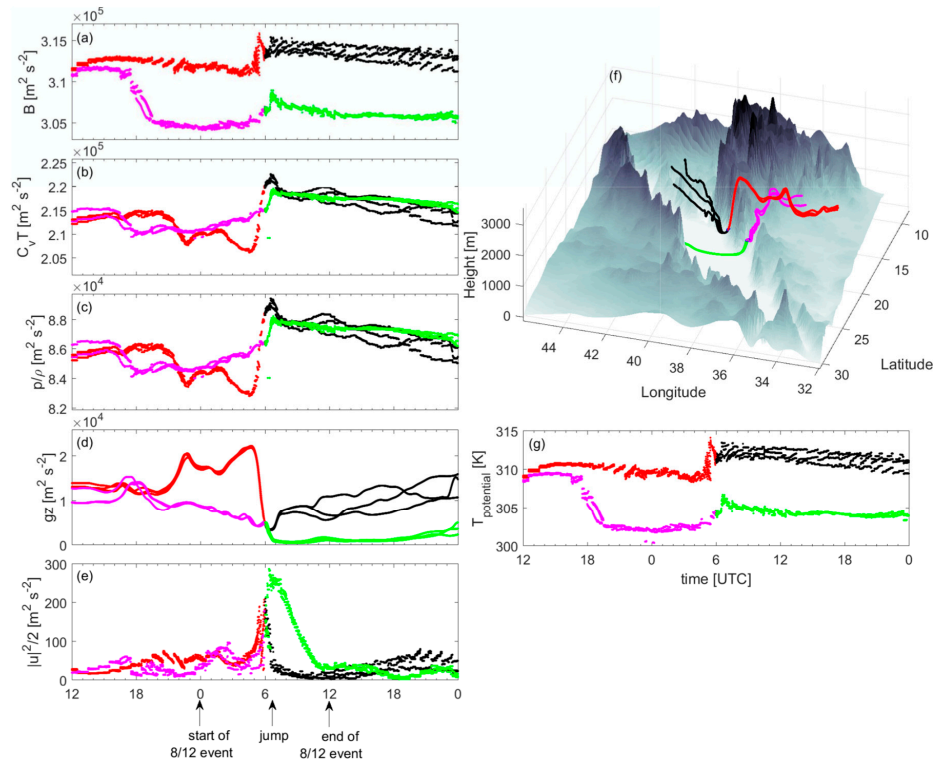 ×10⁵
(a)
3.15
3.1
3.05
B [m² s⁻²]
×10⁵
(b)
2.25
2.2
2.15
2.1
2.05
CᵥT [m² s⁻²]
×10⁴
(c)
8.8
8.6
8.4
8.2
p/ρ [m² s⁻²]
×10⁴
(d)
2
1
0
gz [m² s⁻²]
(e)
300
200
100
0
|u|²/2 [m² s⁻²]
12 18 0 6 12 18 0
start of
8/12 event
jump
end of
8/12 event
(f)
Height [m]
3000
2000
1000
0
44 42 40 38 36 34 32
Longitude
10
15
20
25
30
Latitude
(g)
315
310
305
300
T potential [K]
12 18 0 6 12 18 0
time [UTC]